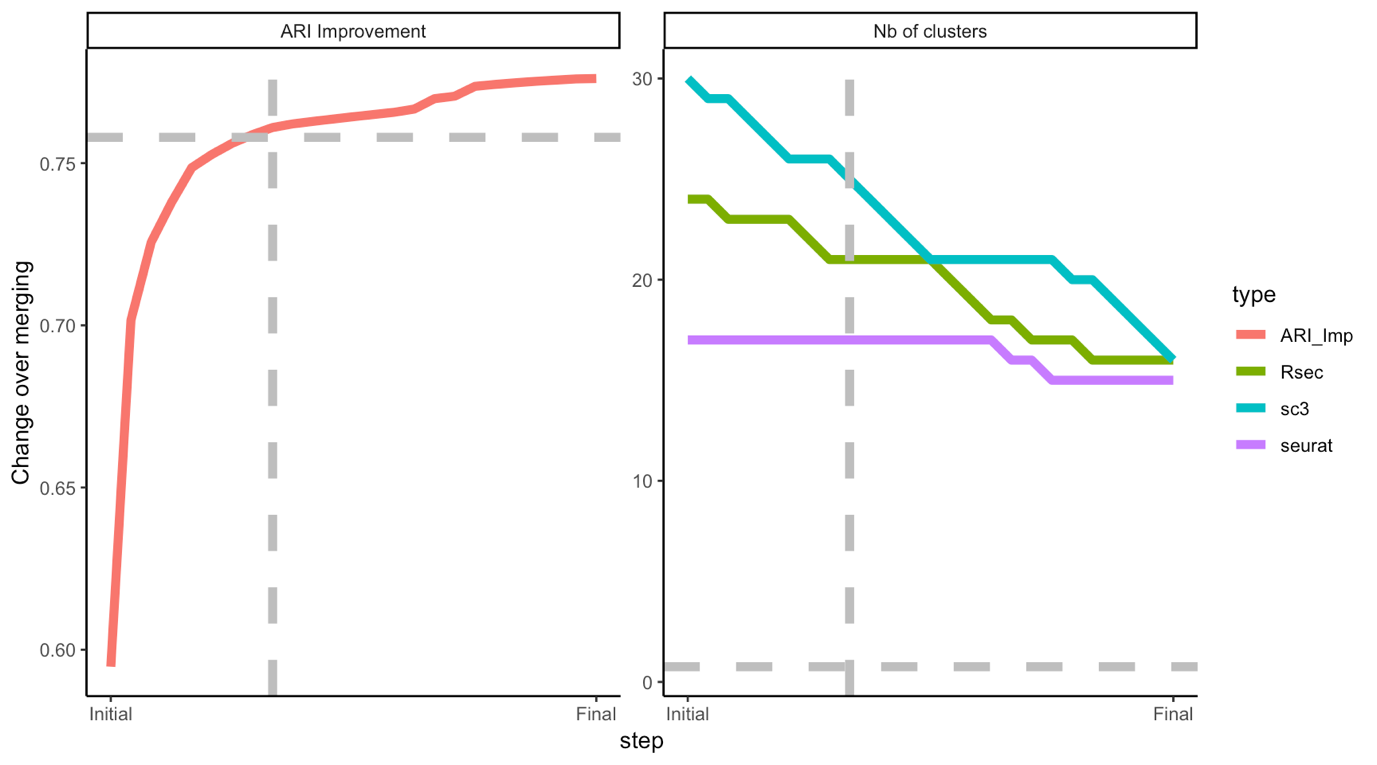 ARI Improvement
Nb of clusters
Change over merging
0.75
0.70
0.65
0.60
30
20
10
0
Initial
Final
Initial
Final
step
type
ARI_Imp
Rsec
sc3
seurat